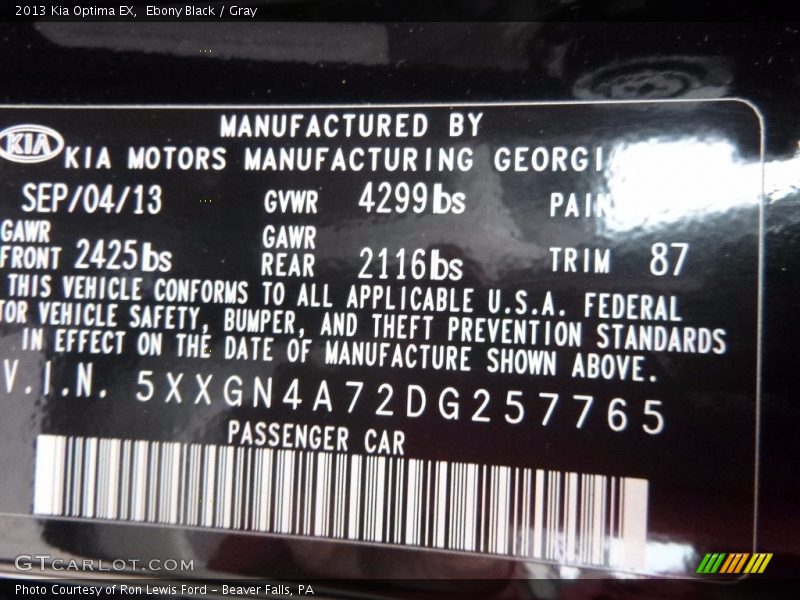 2013 Kia Optima EX, Ebony Black / Gray
MANUFACTURED BY
KIA KIA MOTORS MANUFACTURING GEORGIA
SEP/04/13 GVWR 4299lbs
GAWR FRONT 2425lbs GAWR REAR 2116lbs TRIM 87
THIS VEHICLE CONFORMS TO ALL APPLICABLE U.S.A. FEDERAL
TOR VEHICLE SAFETY, BUMPER, AND THEFT PREVENTION STANDARDS
IN EFFECT ON THE DATE OF MANUFACTURE SHOWN ABOVE.
V.I.N. 5XXGN4A72DG257765
PASSENGER CAR
GTCARLOT.COM
Photo Courtesy of Ron Lewis Ford - Beaver Falls, PA